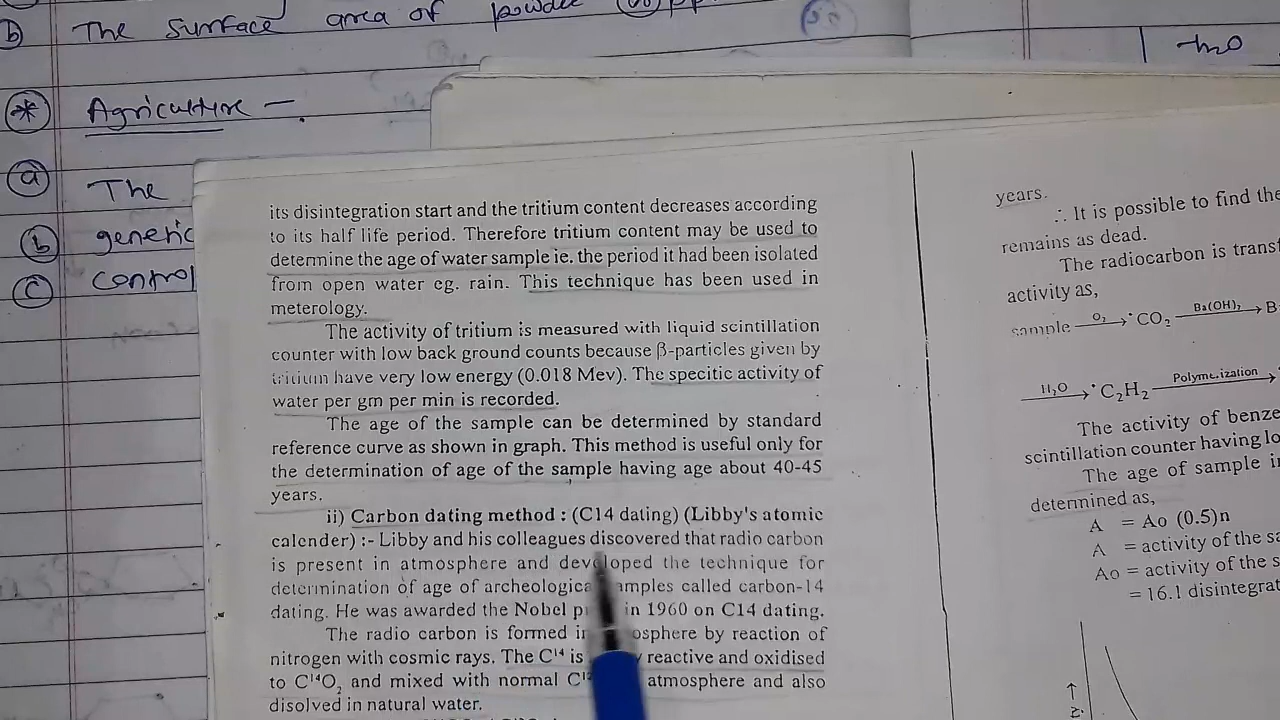 b) The surface area of powder
h20
* Agriculture –
a) The
b) genetic
c) control
its disintegration start and the tritium content decreases according
to its half life period. Therefore tritium content may be used to
determine the age of water sample ie. the period it had been isolated
from open water eg. rain. This technique has been used in
meterology.
The activity of tritium is measured with liquid scintillation
counter with low back ground counts because β-particles given by
tritium have very low energy (0.018 Mev). The specitic activity of
water per gm per min is recorded.
The age of the sample can be determined by standard
reference curve as shown in graph. This method is useful only for
the determination of age of the sample having age about 40-45
years.
ii) Carbon dating method : (C14 dating) (Libby's atomic
calender) :- Libby and his colleagues discovered that radio carbon
is present in atmosphere and developed the technique for
determination of age of archeologica amples called carbon-14
dating. He was awarded the Nobel p in 1960 on C14 dating.
The radio carbon is formed in osphere by reaction of
nitrogen with cosmic rays. The C¹⁴ is reactive and oxidised
to C¹⁴O₂ and mixed with normal C atmosphere and also
disolved in natural water.
years.
∴ It is possible to find the
remains as dead.
The radiocarbon is transf
activity as,
sample —O₂→ *CO₂ —Ba(OH)₂→ B
—H₂O→ *C₂H₂ —Polyme.ization→
The activity of benze
scintillation counter having lo
The age of sample i
determined as,
A = Ao (0.5)n
A = activity of the sa
Ao = activity of the s
= 16.1 disintegrat